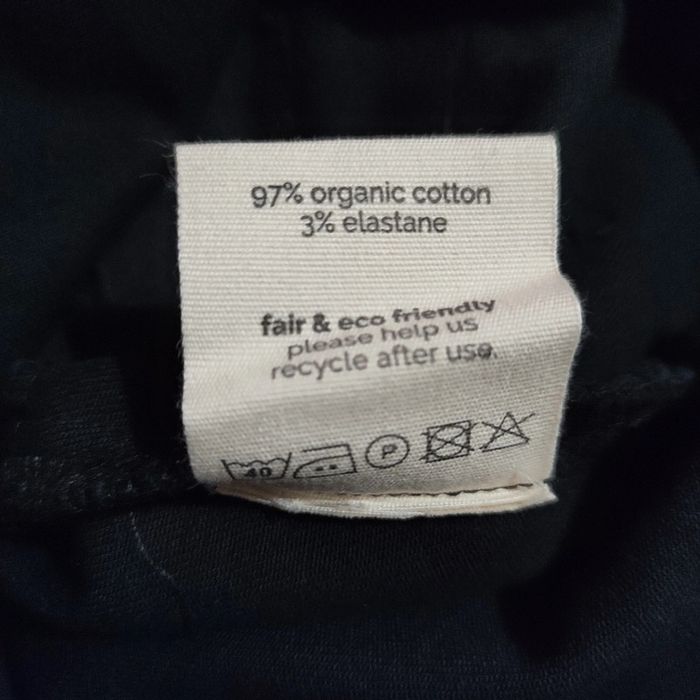 97% organic cotton
3% elastane
fair & eco friendly
please help us
recycle after use.
40
P